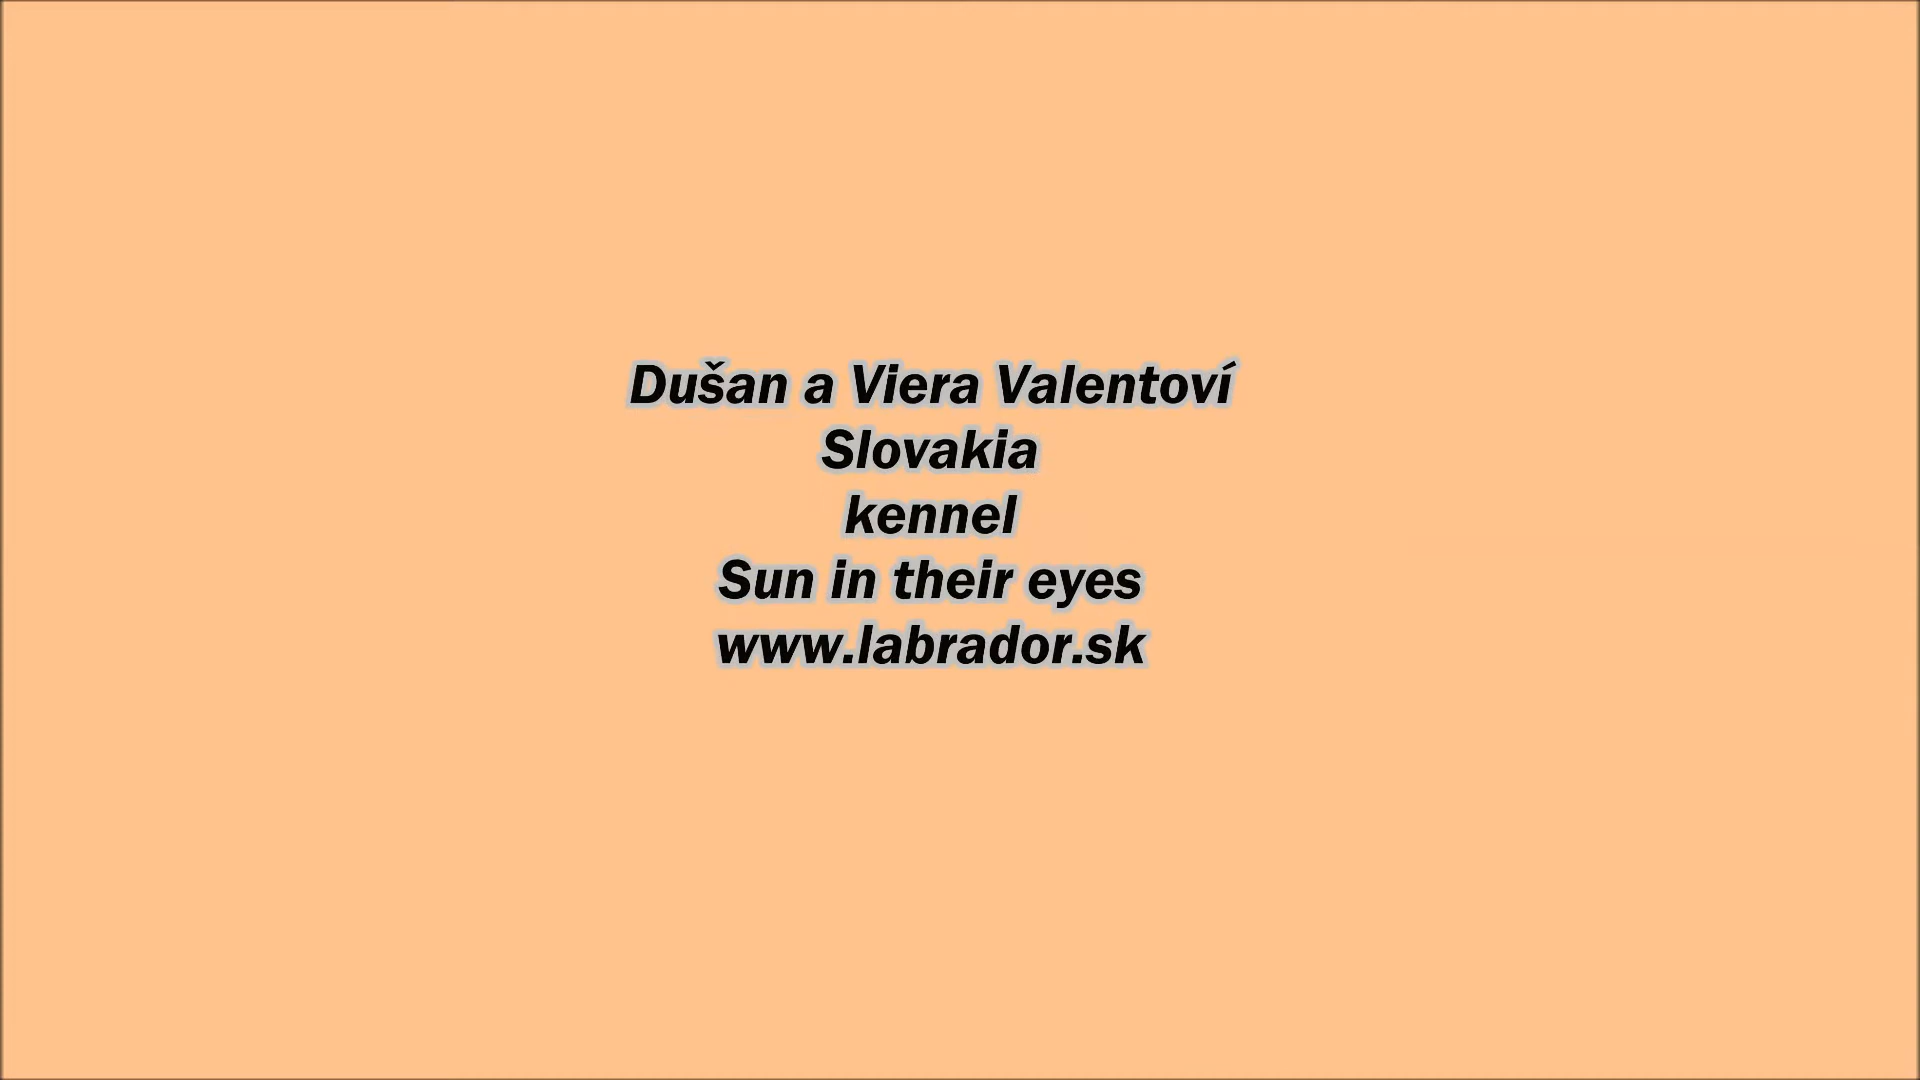 Dušan a Viera Valentoví
Slovakia
kennel
Sun in their eyes
www.labrador.sk